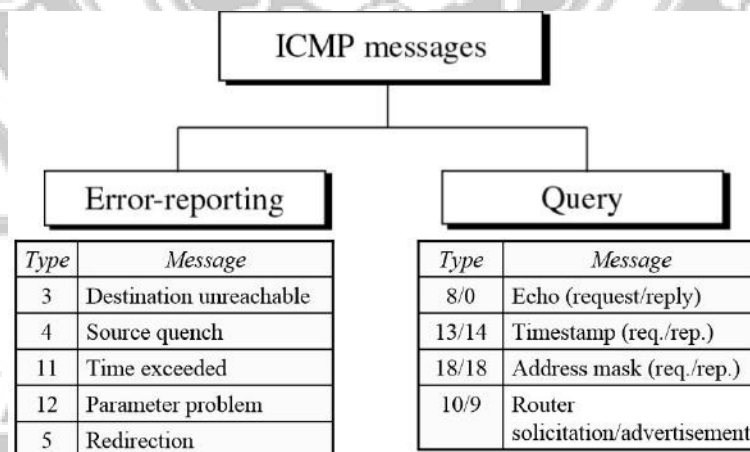 ICMP messages
Error-reporting
Type Message
3 Destination unreachable
4 Source quench
11 Time exceeded
12 Parameter problem
5 Redirection
Query
Type Message
8/0 Echo (request/reply)
13/14 Timestamp (req./rep.)
18/18 Address mask (req./rep.)
10/9 Router
solicitation/advertisement